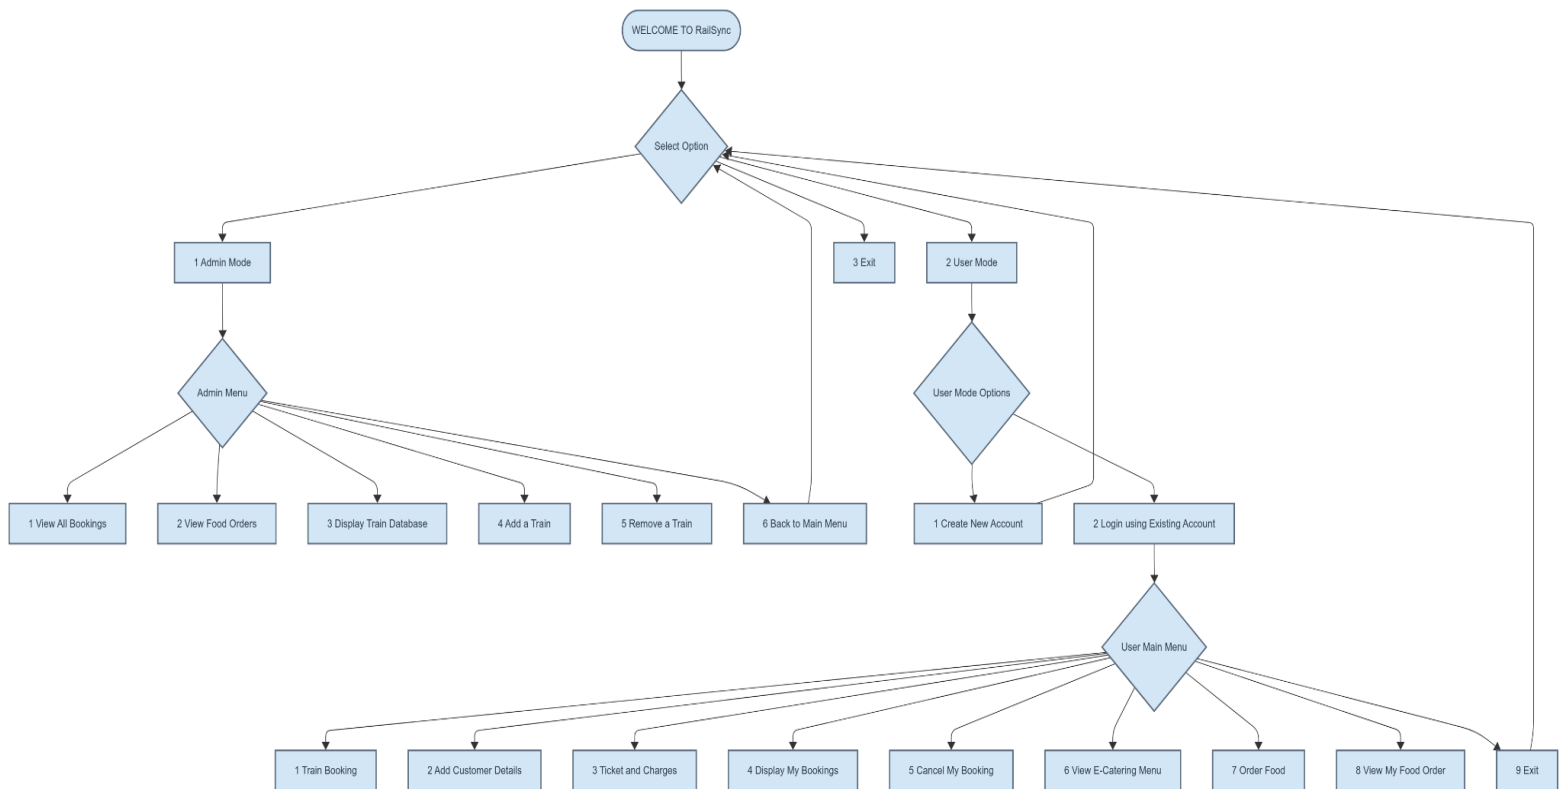 WELCOME TO RailSync
Select Option
1 Admin Mode
3 Exit
2 User Mode
Admin Menu
User Mode Options
1 View All Bookings
2 View Food Orders
3 Display Train Database
4 Add a Train
5 Remove a Train
6 Back to Main Menu
1 Create New Account
2 Login using Existing Account
User Main Menu
1 Train Booking
2 Add Customer Details
3 Ticket and Charges
4 Display My Bookings
5 Cancel My Booking
6 View E-Catering Menu
7 Order Food
8 View My Food Order
9 Exit